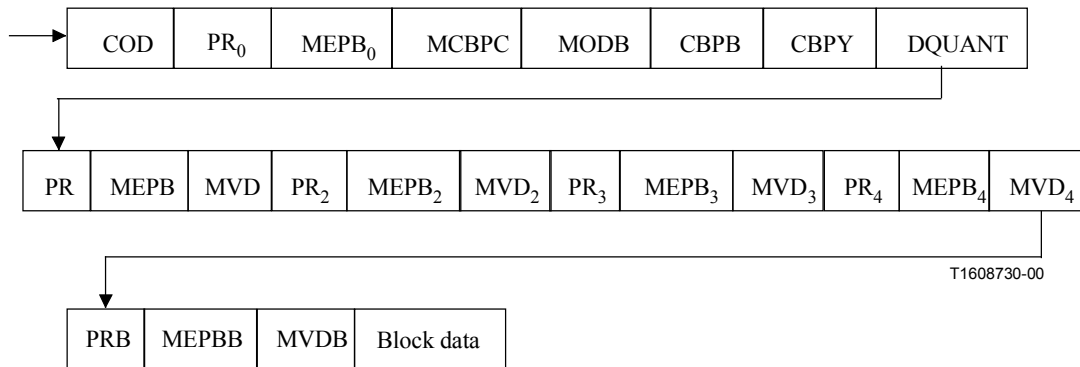 COD PR₀ MEPB₀ MCBPC MODB CBPB CBPY DQUANT
PR MEPB MVD PR₂ MEPB₂ MVD₂ PR₃ MEPB₃ MVD₃ PR₄ MEPB₄ MVD₄
T1608730-00
PRB MEPBB MVDB Block data